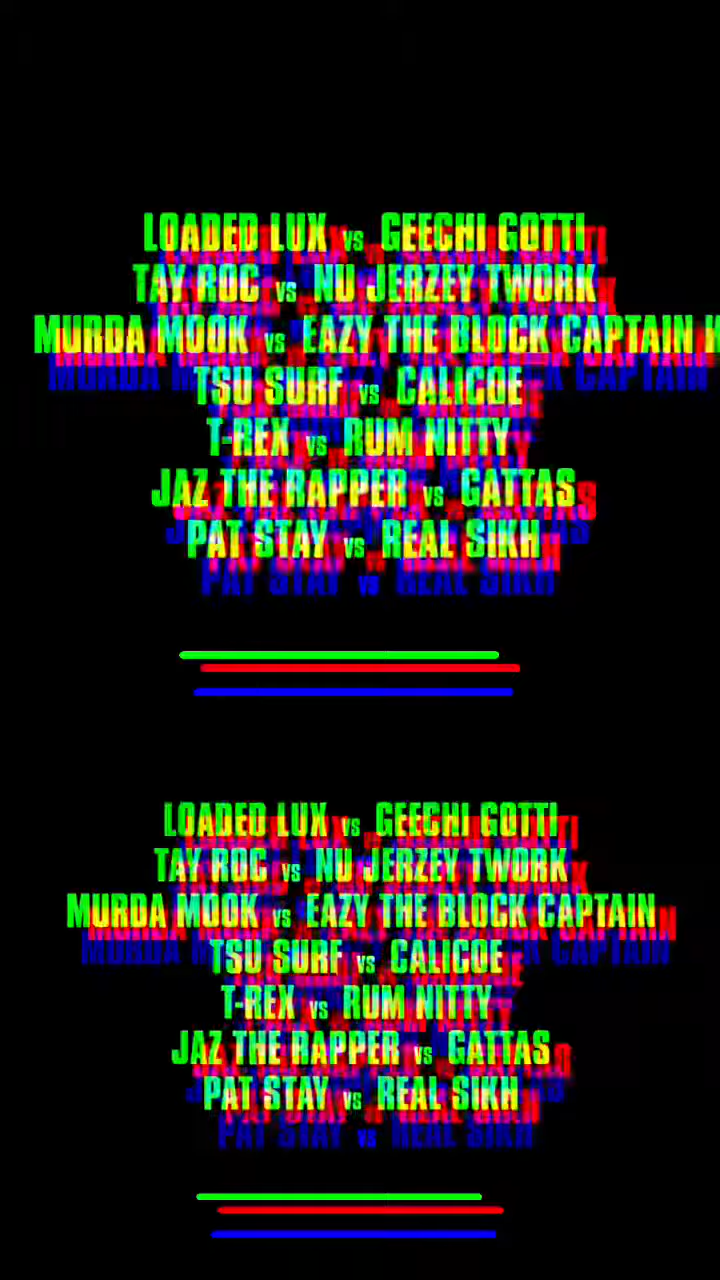 LOADED LUX VS GEECHI GOTTI
TAY ROC VS NU JERZEY TWORK
MURDA MOOK VS EAZY THE BLOCK CAPTAIN
TSU SURF VS CALICOE
T-REX VS RUM NITTY
JAZ THE RAPPER VS GATTAS
PAT STAY VS REAL SIKH
LOADED LUX VS GEECHI GOTTI
TAY ROC VS NU JERZEY TWORK
MURDA MOOK VS EAZY THE BLOCK CAPTAIN
TSU SURF VS CALICOE
T-REX VS RUM NITTY
JAZ THE RAPPER VS GATTAS
PAT STAY VS REAL SIKH